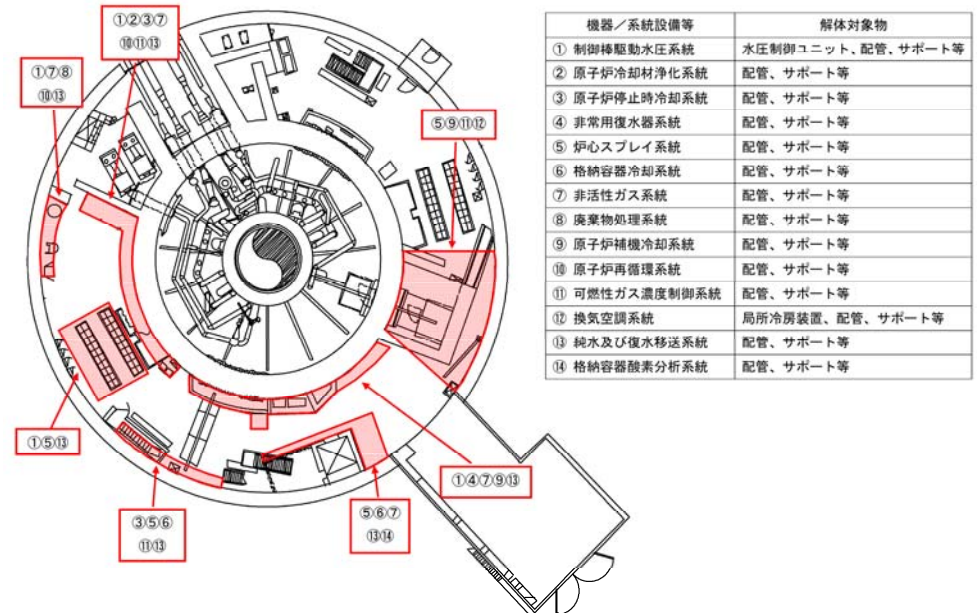 ①②③⑦
⑩⑪⑬
①⑦⑧
⑩⑬
⑤⑨⑪⑫
①⑤⑬
③⑤⑥
⑪⑬
⑤⑥⑦
⑬⑭
①④⑦⑨⑬
機器/系統設備等 解体対象物
① 制御棒駆動水圧系統 水圧制御ユニット、配管、サポート等
② 原子炉冷却材浄化系統 配管、サポート等
③ 原子炉停止時冷却系統 配管、サポート等
④ 非常用復水器系統 配管、サポート等
⑤ 炉心スプレイ系統 配管、サポート等
⑥ 格納容器冷却系統 配管、サポート等
⑦ 非活性ガス系統 配管、サポート等
⑧ 廃棄物処理系統 配管、サポート等
⑨ 原子炉補機冷却系統 配管、サポート等
⑩ 原子炉再循環系統 配管、サポート等
⑪ 可燃性ガス濃度制御系統 配管、サポート等
⑫ 換気空調系統 局所冷房装置、配管、サポート等
⑬ 純水及び復水移送系統 配管、サポート等
⑭ 格納容器酸素分析系統 配管、サポート等